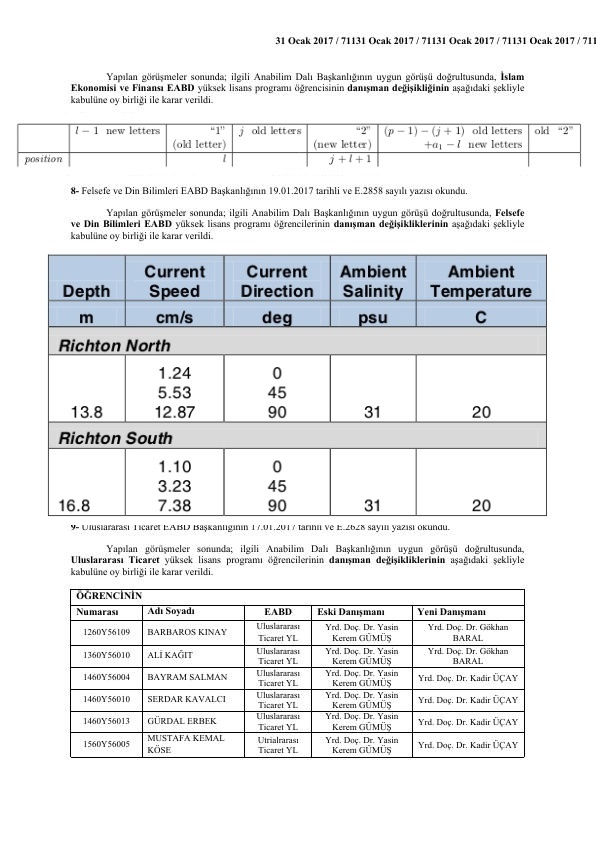 31 Ocak 2017 / 71131 Ocak 2017 / 71131 Ocak 2017 / 71131 Ocak 2017 / 711
Yapılan görüşmeler sonunda; ilgili Anabilim Dalı Başkanlığının uygun görüşü doğrultusunda, İslam
Ekonomisi ve Finansı EABD yüksek lisans programı öğrencisinin danışman değişikliğinin aşağıdaki şekliyle
kabulüne oy birliği ile karar verildi.
l − 1 new letters "1" j old letters "2" (p − 1) − (j + 1) old letters old "2"
(old letter) (new letter) +a₁ − l new letters
position l j + l + 1
8- Felsefe ve Din Bilimleri EABD Başkanlığının 19.01.2017 tarihli ve E.2858 sayılı yazısı okundu.
Yapılan görüşmeler sonunda; ilgili Anabilim Dalı Başkanlığının uygun görüşü doğrultusunda, Felsefe
ve Din Bilimleri EABD yüksek lisans programı öğrencilerinin danışman değişikliklerinin aşağıdaki şekliyle
kabulüne oy birliği ile karar verildi.
Current Current Ambient Ambient
Depth Speed Direction Salinity Temperature
m cm/s deg psu C
Richton North
1.24 0
5.53 45
13.8 12.87 90 31 20
Richton South
1.10 0
3.23 45
16.8 7.38 90 31 20
9- Uluslararası Ticaret EABD Başkanlığının 17.01.2017 tarihli ve E.2628 sayılı yazısı okundu.
Yapılan görüşmeler sonunda; ilgili Anabilim Dalı Başkanlığının uygun görüşü doğrultusunda,
Uluslararası Ticaret yüksek lisans programı öğrencilerinin danışman değişikliklerinin aşağıdaki şekliyle
kabulüne oy birliği ile karar verildi.
ÖĞRENCİNİN
Numarası Adı Soyadı EABD Eski Danışmanı Yeni Danışmanı
1260Y56109 BARBAROS KINAY Uluslararası Ticaret YL Yrd. Doç. Dr. Yasin Kerem GÜMÜŞ Yrd. Doç. Dr. Gökhan BARAL
1360Y56010 ALİ KAĞIT Uluslararası Ticaret YL Yrd. Doç. Dr. Yasin Kerem GÜMÜŞ Yrd. Doç. Dr. Gökhan BARAL
1460Y56004 BAYRAM SALMAN Uluslararası Ticaret YL Yrd. Doç. Dr. Yasin Kerem GÜMÜŞ Yrd. Doç. Dr. Kadir ÜÇAY
1460Y56010 SERDAR KAVALCI Uluslararası Ticaret YL Yrd. Doç. Dr. Yasin Kerem GÜMÜŞ Yrd. Doç. Dr. Kadir ÜÇAY
1460Y56013 GÜRDAL ERBEK Uluslararası Ticaret YL Yrd. Doç. Dr. Yasin Kerem GÜMÜŞ Yrd. Doç. Dr. Kadir ÜÇAY
1560Y56005 MUSTAFA KEMAL KÖSE Utrialrarası Ticaret YL Yrd. Doç. Dr. Yasin Kerem GÜMÜŞ Yrd. Doç. Dr. Kadir ÜÇAY